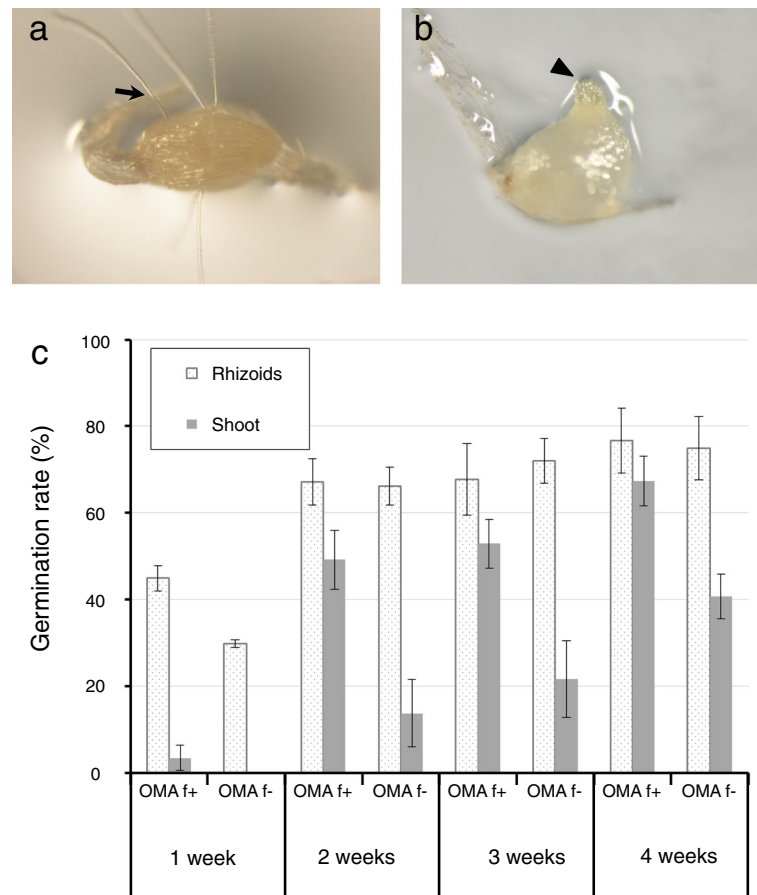 a
b
c
Germination rate (%)
100
80
60
40
20
0
Rhizoids
Shoot
OMA f+ OMA f- OMA f+ OMA f- OMA f+ OMA f- OMA f+ OMA f-
1 week 2 weeks 3 weeks 4 weeks